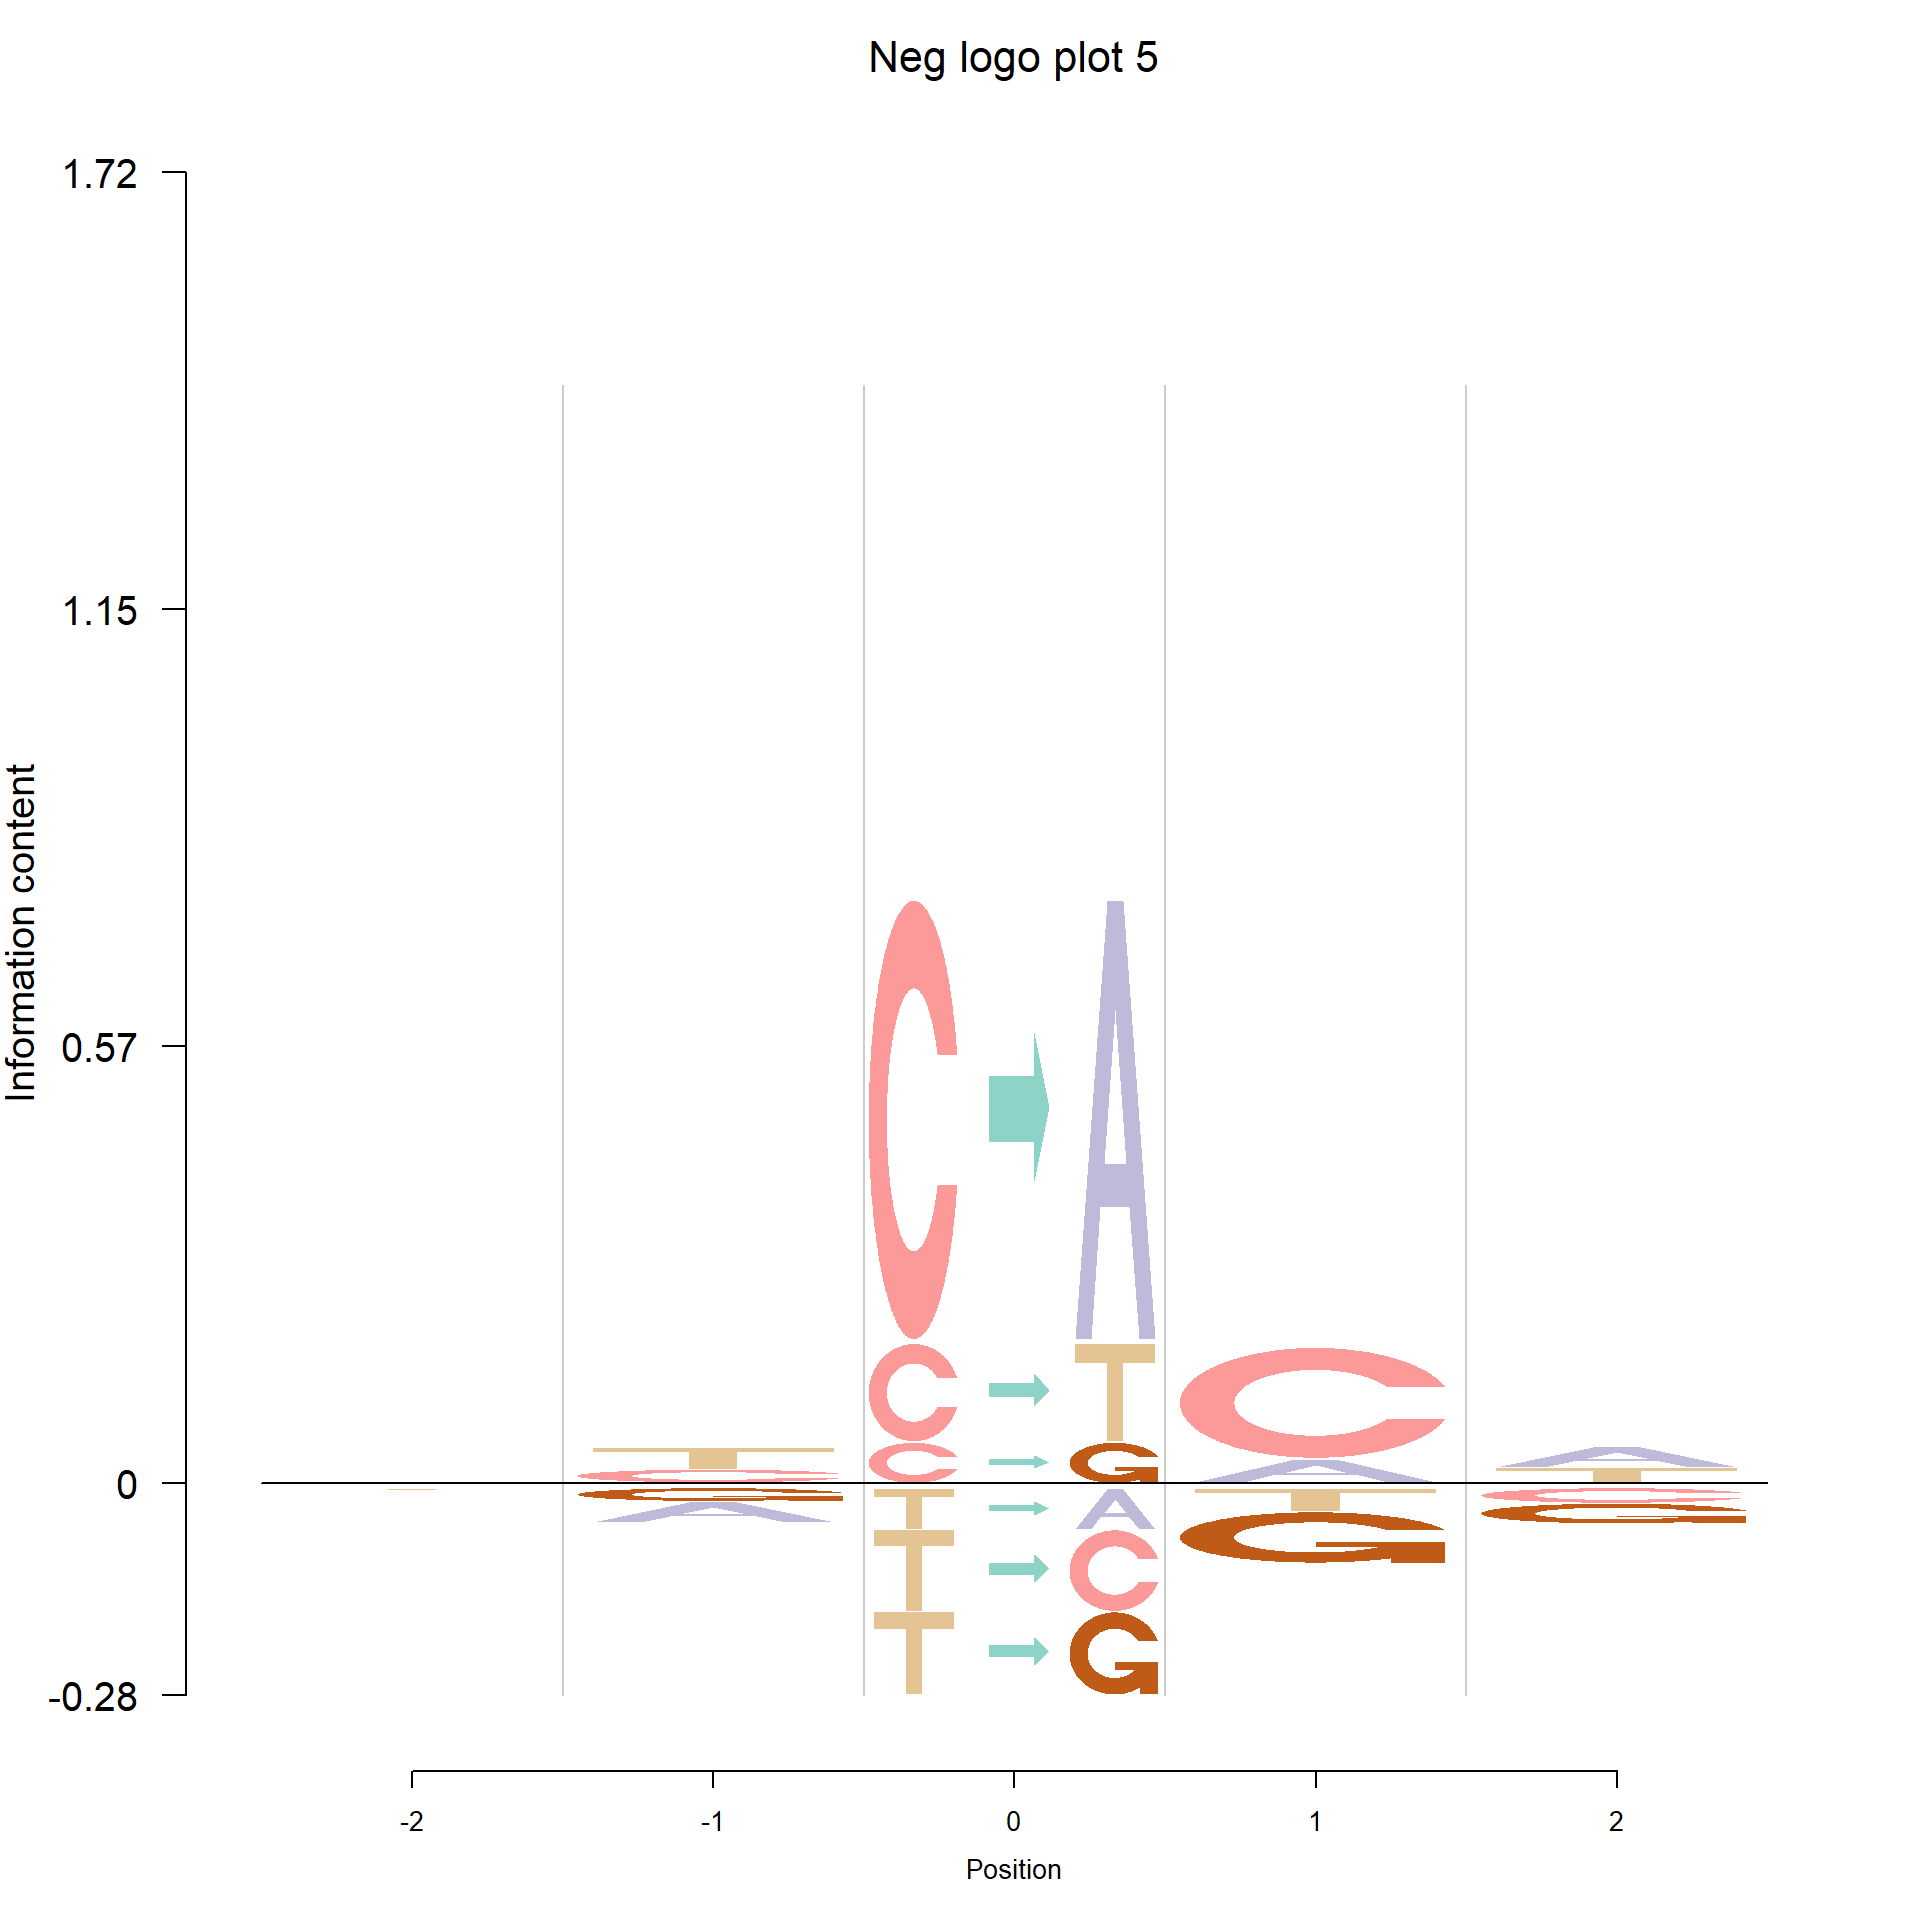 Neg logo plot 5
1.72
1.15
0.57
0
-0.28
Information content
C A
C T
C G
T A
T C
T G
T
C
G
A
C
A
T
G
A
T
C
G
-2 -1 0 1 2
Position